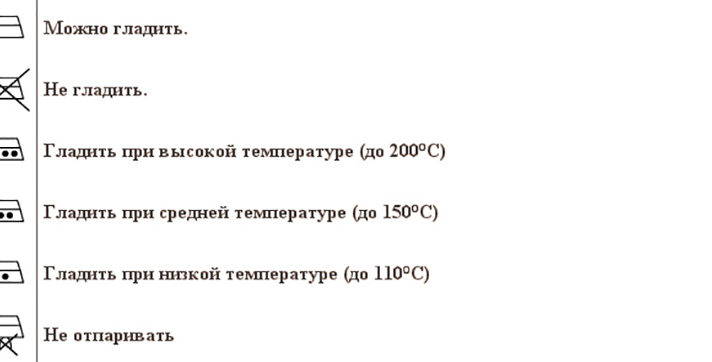 Можно гладить.
Не гладить.
Гладить при высокой температуре (до 200°C)
Гладить при средней температуре (до 150°C)
Гладить при низкой температуре (до 110°C)
Не отпаривать